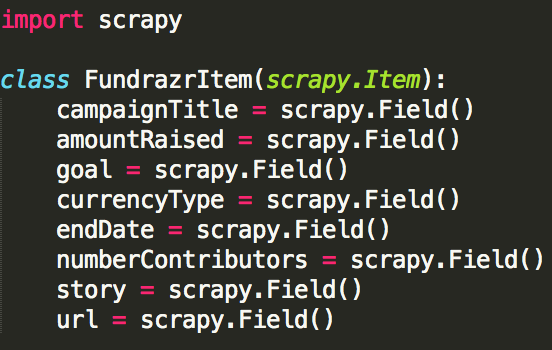 import scrapy
class FundrazrItem(scrapy.Item):
campaignTitle = scrapy.Field()
amountRaised = scrapy.Field()
goal = scrapy.Field()
currencyType = scrapy.Field()
endDate = scrapy.Field()
numberContributors = scrapy.Field()
story = scrapy.Field()
url = scrapy.Field()